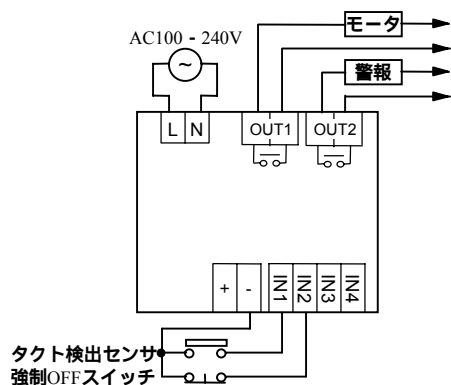 モータ
AC100 - 240V
警報
~
L N OUT1 OUT2
+ - IN1 IN2 IN3 IN4
タクト検出センサ
強制OFFスイッチ